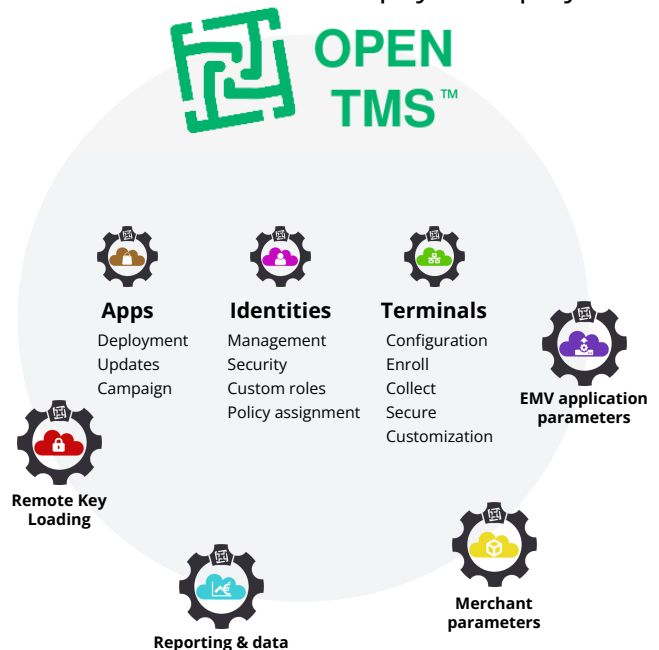 OPEN
TMS™
Apps
Deployment
Updates
Campaign
Identities
Management
Security
Custom roles
Policy assignment
Terminals
Configuration
Enroll
Collect
Secure
Customization
EMV application
parameters
Remote Key
Loading
Merchant
parameters
Reporting & data